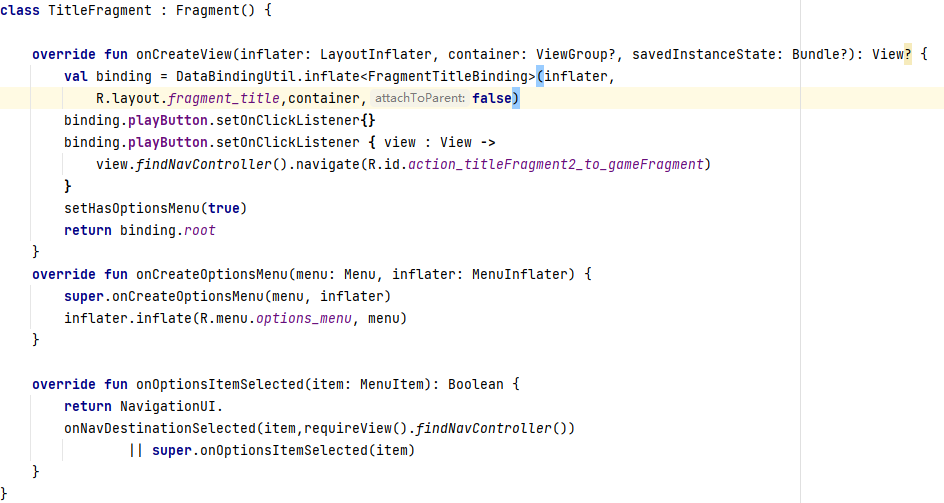 class TitleFragment : Fragment() {
override fun onCreateView(inflater: LayoutInflater, container: ViewGroup?, savedInstanceState: Bundle?): View? {
val binding = DataBindingUtil.inflate<FragmentTitleBinding>(inflater,
R.layout.fragment_title,container, attachToParent: false)
binding.playButton.setOnClickListener{}
binding.playButton.setOnClickListener { view : View ->
view.findNavController().navigate(R.id.action_titleFragment2_to_gameFragment)
}
setHasOptionsMenu(true)
return binding.root
}
override fun onCreateOptionsMenu(menu: Menu, inflater: MenuInflater) {
super.onCreateOptionsMenu(menu, inflater)
inflater.inflate(R.menu.options_menu, menu)
}
override fun onOptionsItemSelected(item: MenuItem): Boolean {
return NavigationUI.
onNavDestinationSelected(item,requireView().findNavController())
|| super.onOptionsItemSelected(item)
}
}